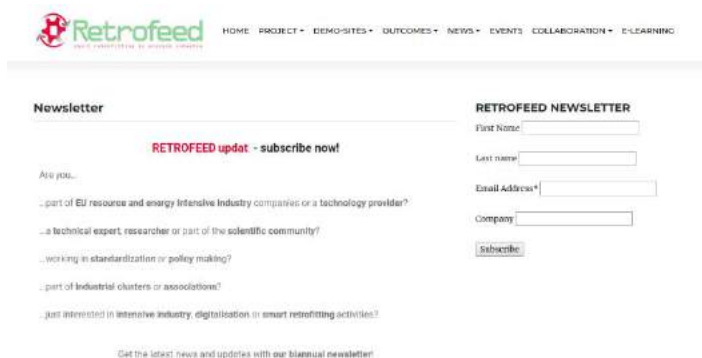 Retrofeed
HOME PROJECT DEMO-SITES OUTCOMES NEWS EVENTS COLLABORATION E-LEARNING
Newsletter
RETROFEED updat - subscribe now!
Are you...
...part of EU resource and energy intensive industry companies or a technology provider?
...a technical expert, researcher or part of the scientific community?
...working in standardization or policy making?
...part of industrial clusters or associations?
...just interested in intensive industry, digitalisation or smart retrofitting activities?
Get the latest news and updates with our biannual newsletter!
RETROFEED NEWSLETTER
First Name
Last name
Email Address*
Company
Subscribe